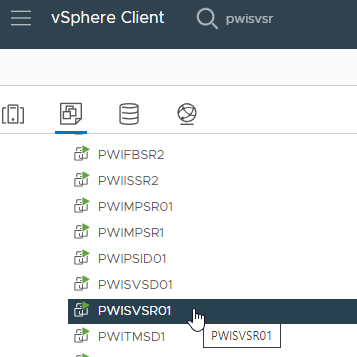 vSphere Client
pwisvsr
PWIFBSR2
PWIISSR2
PWIMPSR01
PWIMPSR1
PWIPSID01
PWISVSD01
PWISVSR01
PWISVSR01
PWITMSD1